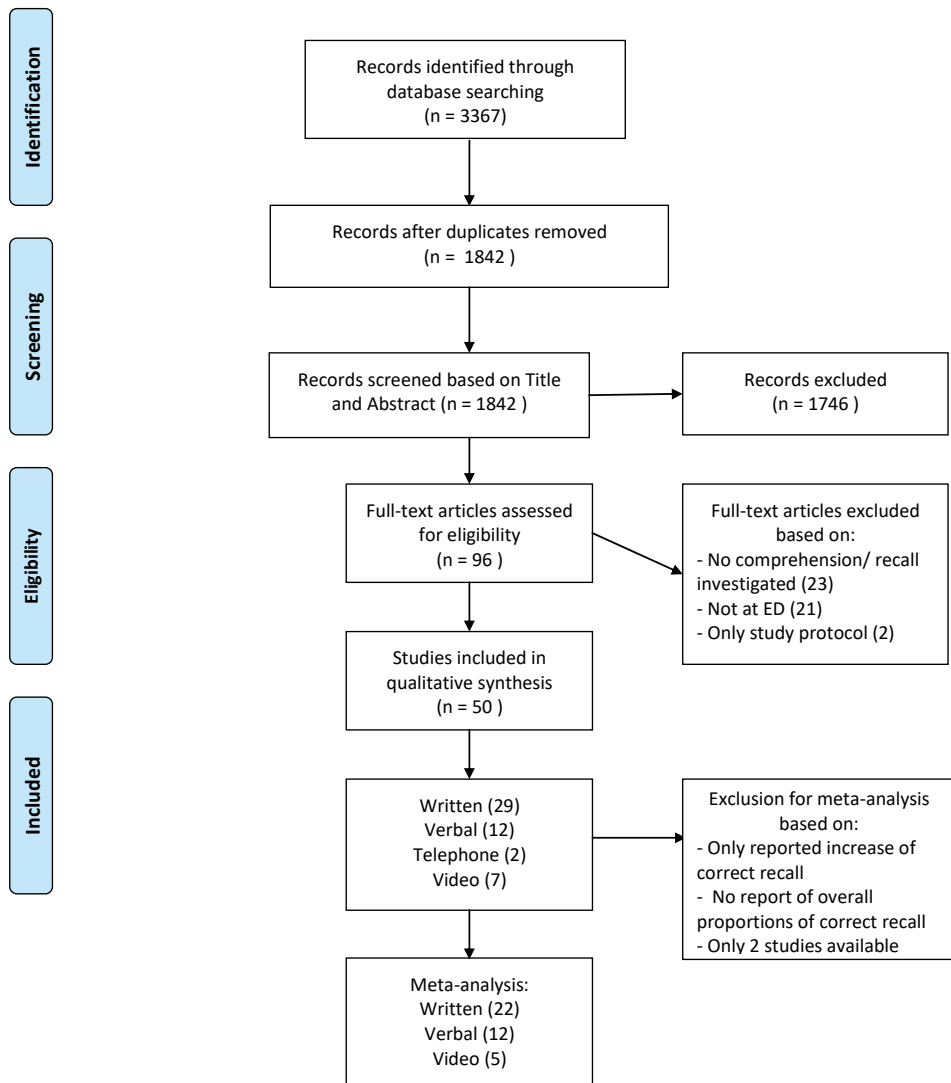 Identification
Records identified through
database searching
(n = 3367)
Records after duplicates removed
(n =  1842 )
Screening
Records screened based on Title
and Abstract (n = 1842 )
Records excluded
(n = 1746 )
Eligibility
Full-text articles assessed
for eligibility
(n = 96 )
Full-text articles excluded
based on:
- No comprehension/ recall
investigated (23)
- Not at ED (21)
- Only study protocol (2)
Studies included in
qualitative synthesis
(n = 50 )
Included
Written (29)
Verbal (12)
Telephone (2)
Video (7)
Exclusion for meta-analysis
based on:
- Only reported increase of
correct recall
-  No report of overall
proportions of correct recall
- Only 2 studies available
Meta-analysis:
Written (22)
Verbal (12)
Video (5)